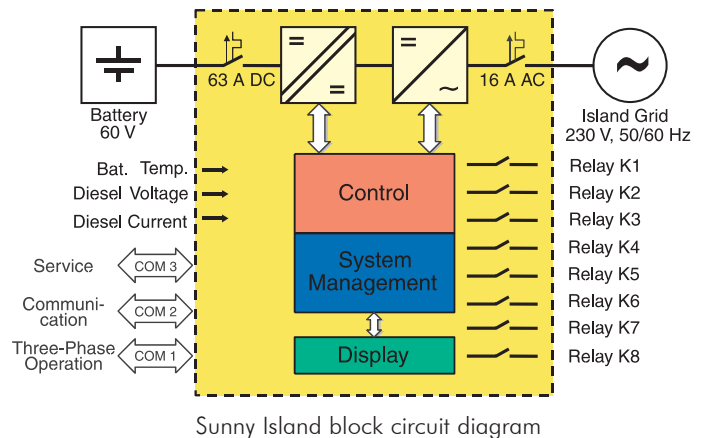 Battery
60 V
63 A DC
=
=
=
~
16 A AC
~
Island Grid
230 V, 50/60 Hz
Bat. Temp.
Diesel Voltage
Diesel Current
Service
COM 3
Communi-
cation
COM 2
Three-Phase
Operation
COM 1
Control
System
Management
Display
Relay K1
Relay K2
Relay K3
Relay K4
Relay K5
Relay K6
Relay K7
Relay K8
Sunny Island block circuit diagram